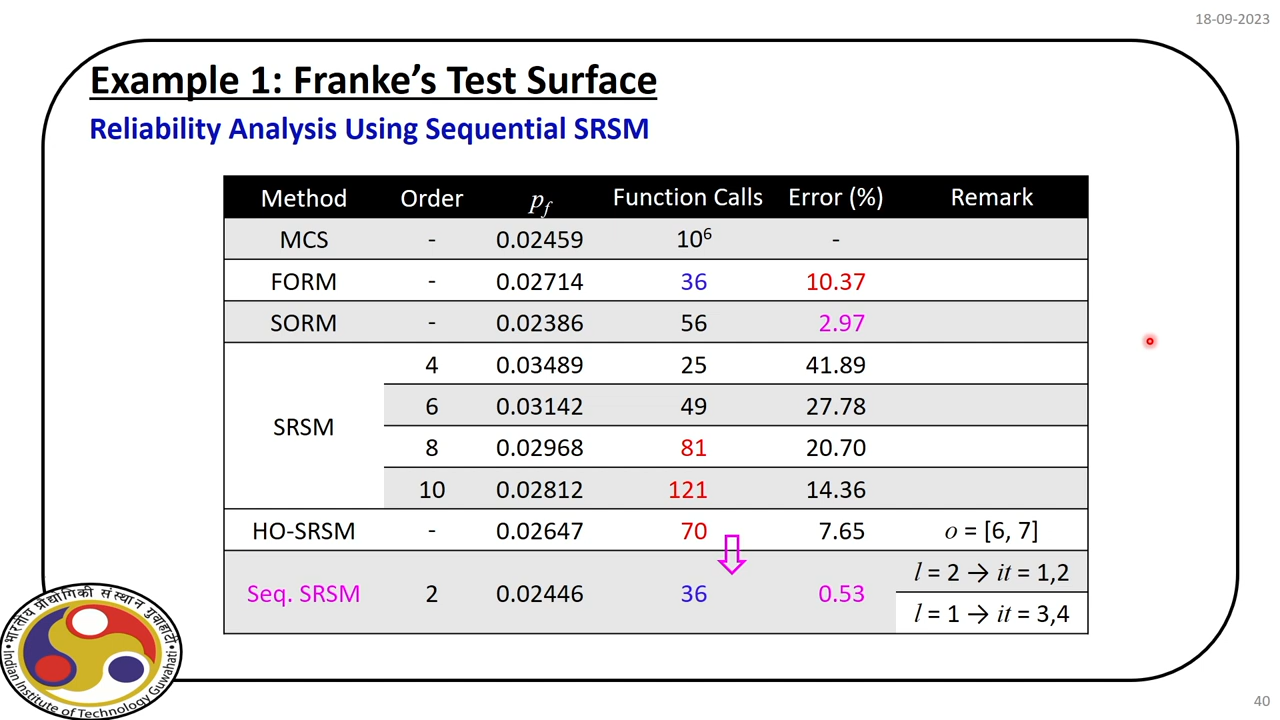 18-09-2023
Example 1: Franke's Test Surface
Reliability Analysis Using Sequential SRSM
Method Order pf Function Calls Error (%) Remark
MCS - 0.02459 10⁶ -
FORM - 0.02714 36 10.37
SORM - 0.02386 56 2.97
SRSM
4 0.03489 25 41.89
6 0.03142 49 27.78
8 0.02968 81 20.70
10 0.02812 121 14.36
HO-SRSM - 0.02647 70 7.65 o = [6, 7]
Seq. SRSM 2 0.02446 36 0.53
l = 2 → it = 1,2
l = 1 → it = 3,4
भारतीय प्रौद्योगिकी संस्थान गुवाहाटी
Indian Institute of Technology Guwahati
40